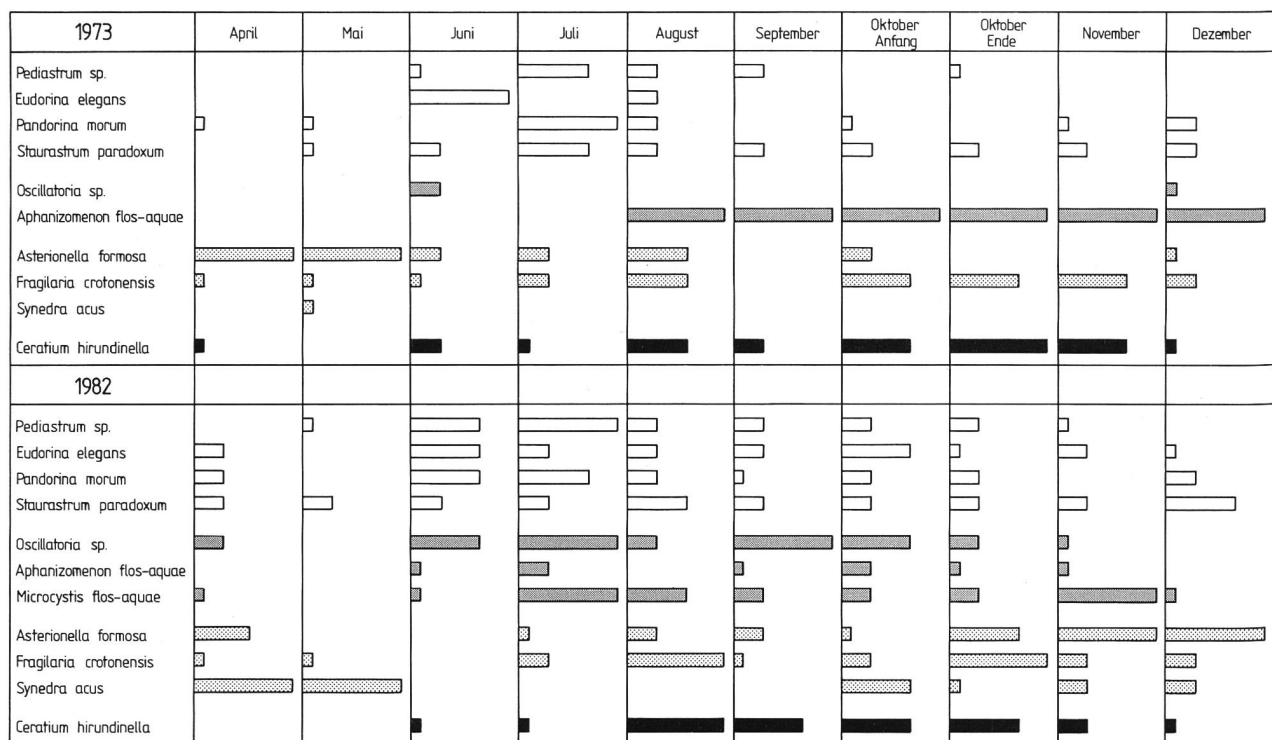 1973 April Mai Juni Juli August September Oktober Anfang Oktober Ende November Dezember
Pediastrum sp.
Eudorina elegans
Pandorina morum
Staurastrum paradoxum
Oscillatoria sp.
Aphanizomenon flos-aquae
Asterionella formosa
Fragilaria crotonensis
Synedra acus
Ceratium hirundinella
1982
Pediastrum sp.
Eudorina elegans
Pandorina morum
Staurastrum paradoxum
Oscillatoria sp.
Aphanizomenon flos-aquae
Microcystis flos-aquae
Asterionella formosa
Fragilaria crotonensis
Synedra acus
Ceratium hirundinella